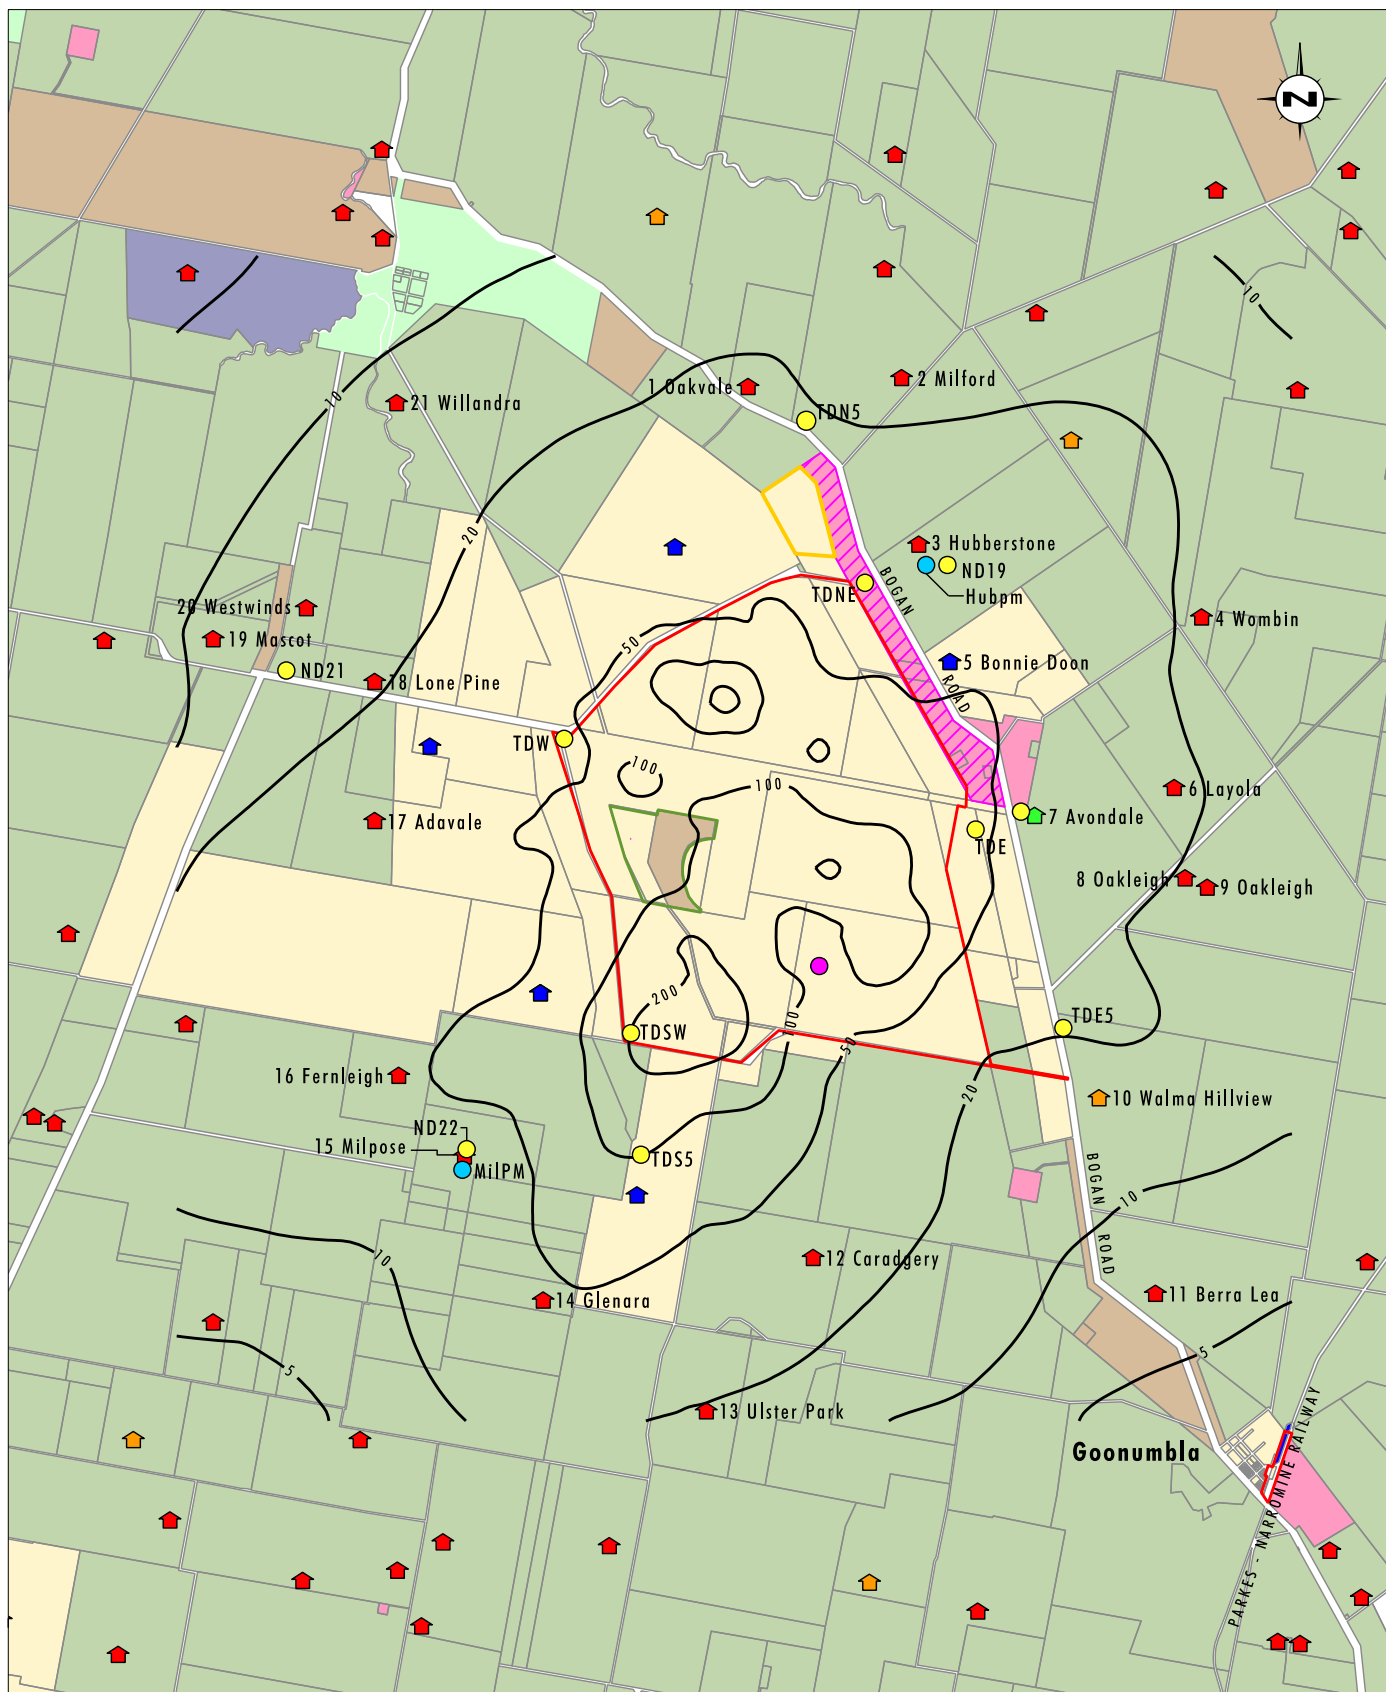 N
10
1 Oakvale
2 Milford
10
21 Willandra
TDN5
20
3 Hubberstone
ND19
Hubpm
BOGAN
TDNE
20 Westwinds
4 Wombin
19 Mascot
50
5 Bonnie Doon
ND21
18 Lone Pine
ROAD
TDW
100
100
6 Layola
17 Adavale
7 Avondale
TDE
8 Oakleigh
9 Oakleigh
200
100
TDE5
TDSW
50
16 Fernleigh
20
10 Walma Hillview
ND22
15 Milpose
TDS5
MilPM
BOGAN
10
10
ROAD
12 Caradgery
11 Berra Lea
14 Glenara
5
5
13 Ulster Park
Goonumbla
PARKES - NARROMINE RAILWAY